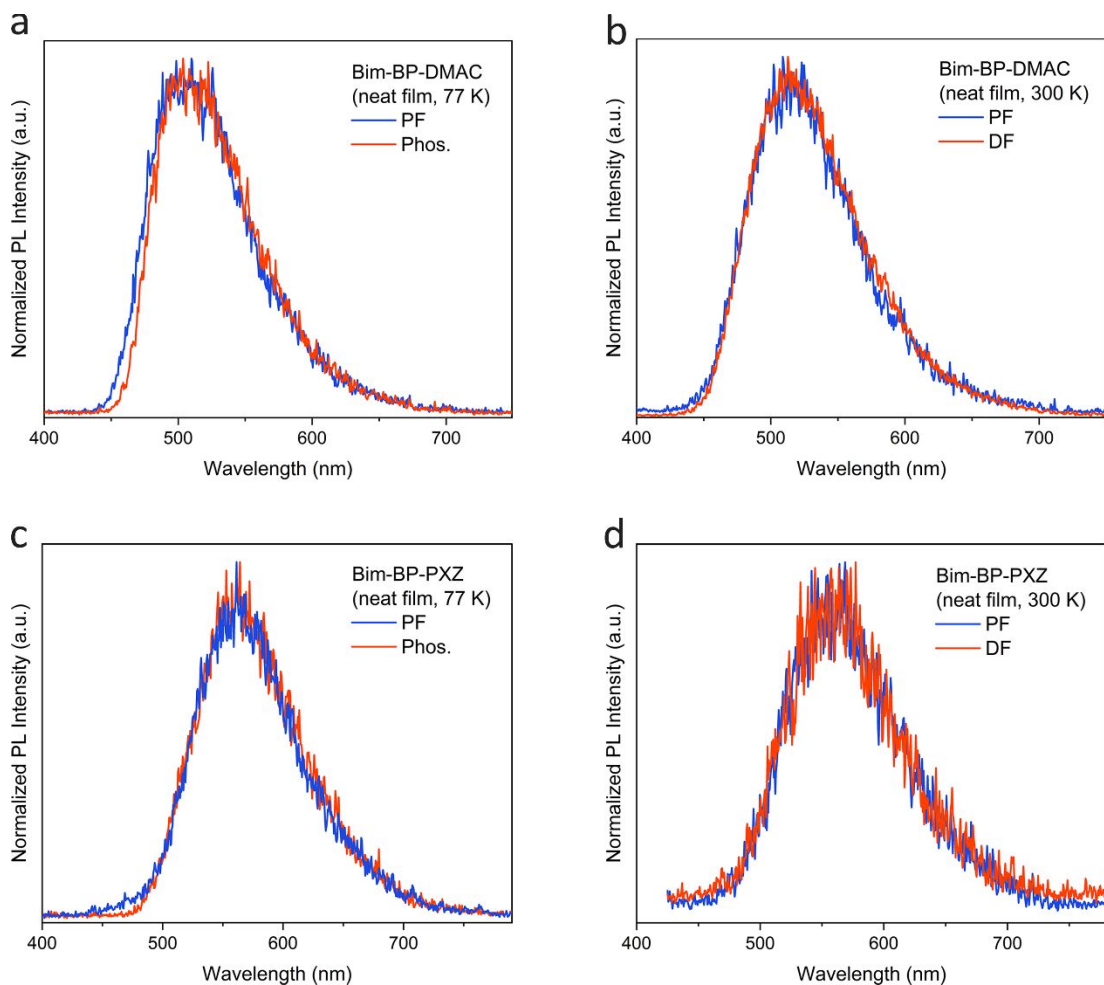 a
Bim-BP-DMAC
(neat film, 77 K)
PF
Phos.
Normalized PL Intensity (a.u.)
400 500 600 700
Wavelength (nm)
b
Bim-BP-DMAC
(neat film, 300 K)
PF
DF
Normalized PL Intensity (a.u.)
400 500 600 700
Wavelength (nm)
c
Bim-BP-PXZ
(neat film, 77 K)
PF
Phos.
Normalized PL Intensity (a.u.)
400 500 600 700
Wavelength (nm)
d
Bim-BP-PXZ
(neat film, 300 K)
PF
DF
Normalized PL Intensity (a.u.)
400 500 600 700
Wavelength (nm)